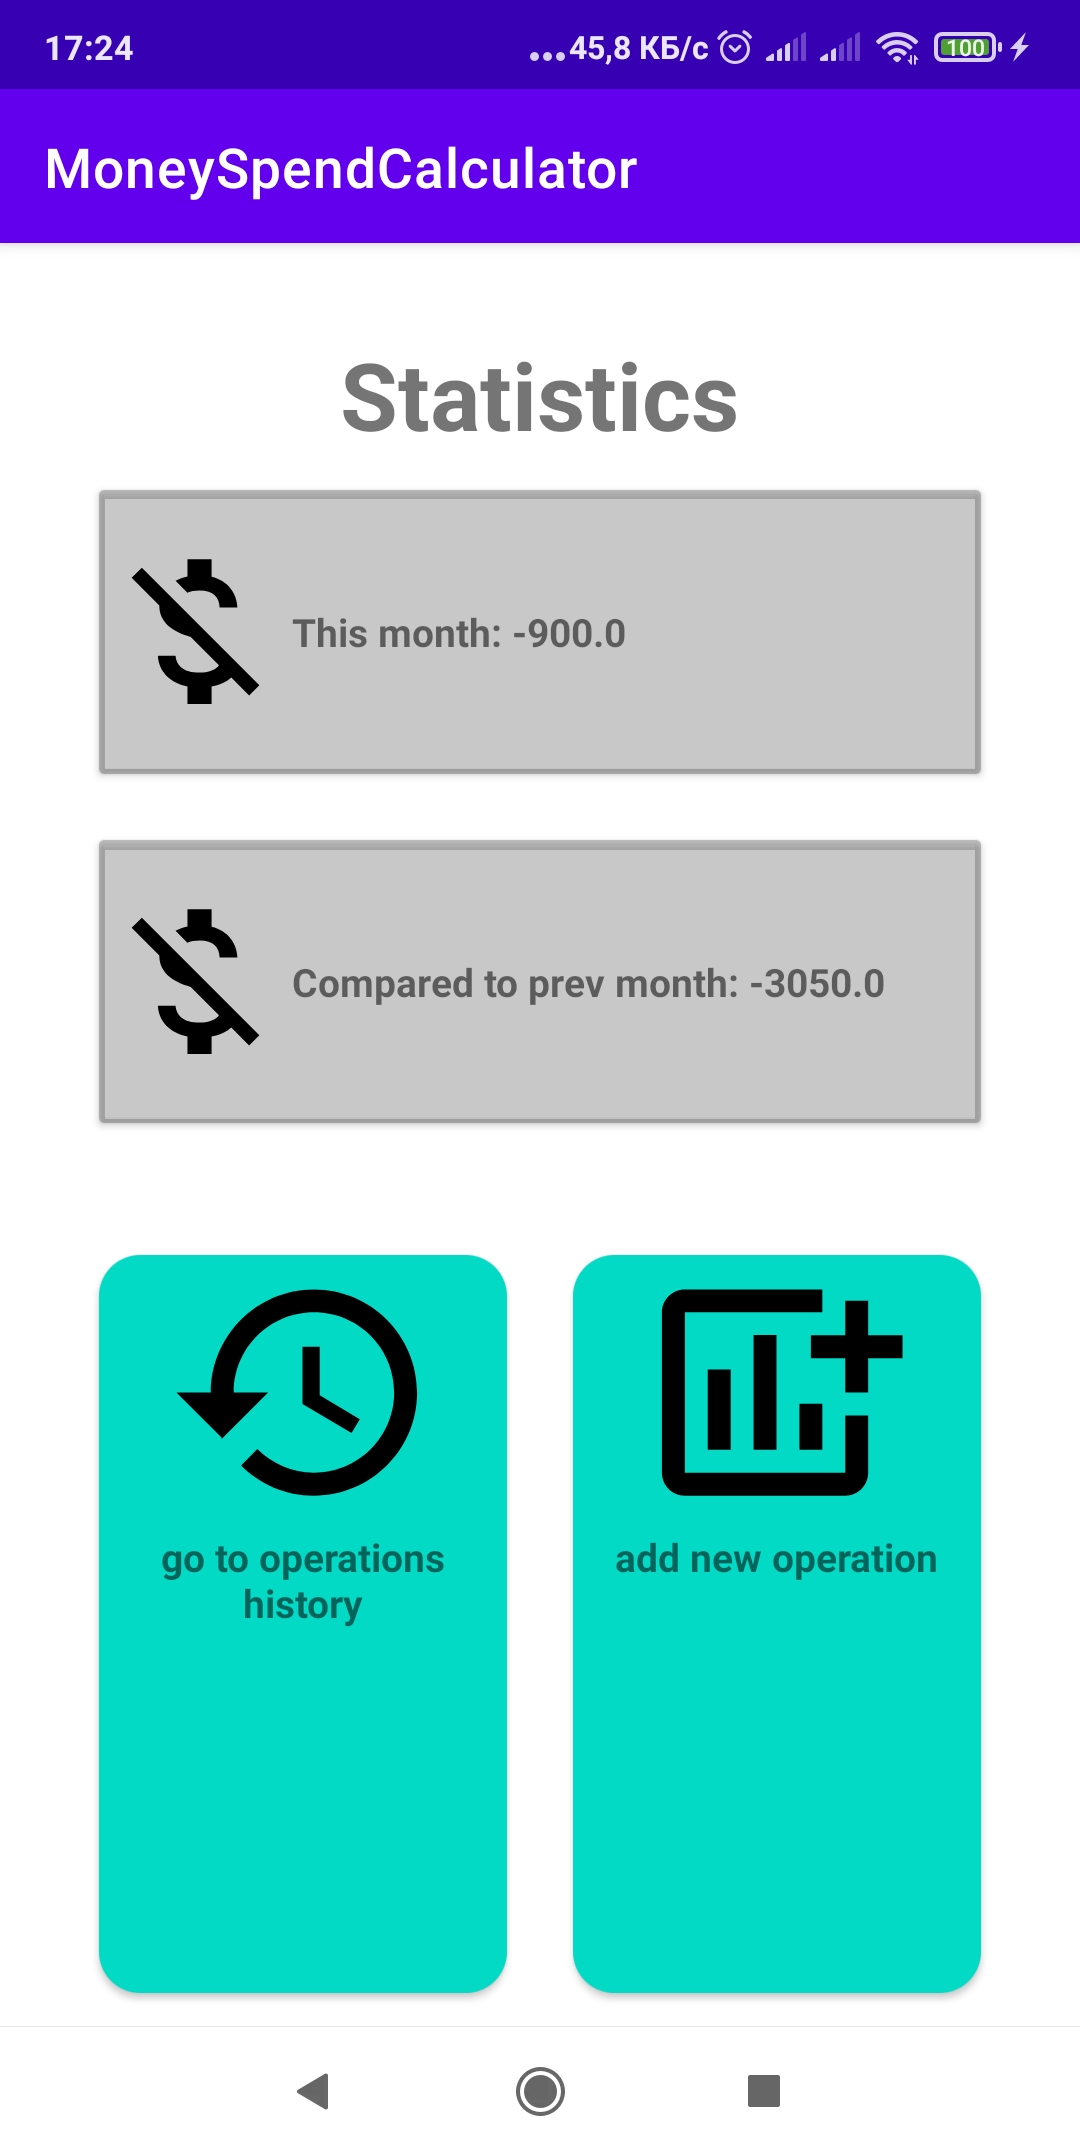 17:24
...45,8 КБ/с
100
MoneySpendCalculator
Statistics
This month: -900.0
Compared to prev month: -3050.0
go to operations
history
add new operation